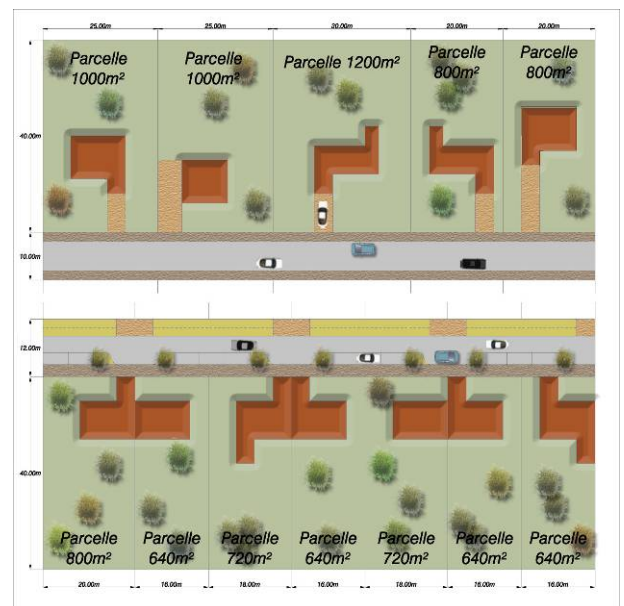 25.00m 25.00m 30.00m 20.00m 20.00m
Parcelle
1000m²
Parcelle
1000m²
Parcelle 1200m²
Parcelle
800m²
Parcelle
800m²
40.00m
10.00m
12.00m
40.00m
Parcelle
800m²
Parcelle
640m²
Parcelle
720m²
Parcelle
640m²
Parcelle
720m²
Parcelle
640m²
Parcelle
640m²
20.00m 16.00m 18.00m 16.00m 18.00m 16.00m 16.00m